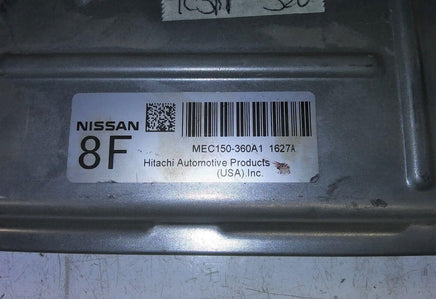 NISSAN
8F
MEC150-360A1 1627A
Hitachi Automotive Products
(USA).Inc.